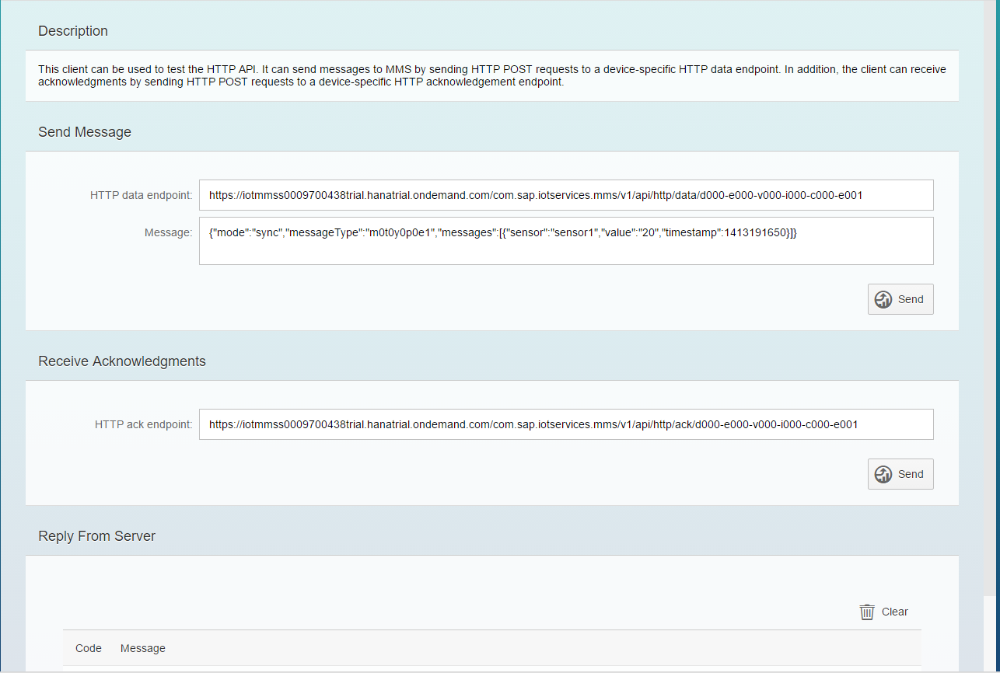 Description
This client can be used to test the HTTP API. It can send messages to MMS by sending HTTP POST requests to a device-specific HTTP data endpoint. In addition, the client can receive
acknowledgments by sending HTTP POST requests to a device-specific HTTP acknowledgement endpoint.
Send Message
HTTP data endpoint: https://iotmmss0009700438trial.hanatrial.ondemand.com/com.sap.iotservices.mms/v1/api/http/data/d000-e000-v000-i000-c000-e001
Message: {"mode":"sync","messageType":"m0t0y0p0e1","messages":[{"sensor":"sensor1","value":"20","timestamp":1413191650}]}
Send
Receive Acknowledgments
HTTP ack endpoint: https://iotmmss0009700438trial.hanatrial.ondemand.com/com.sap.iotservices.mms/v1/api/http/ack/d000-e000-v000-i000-c000-e001
Send
Reply From Server
Clear
Code Message